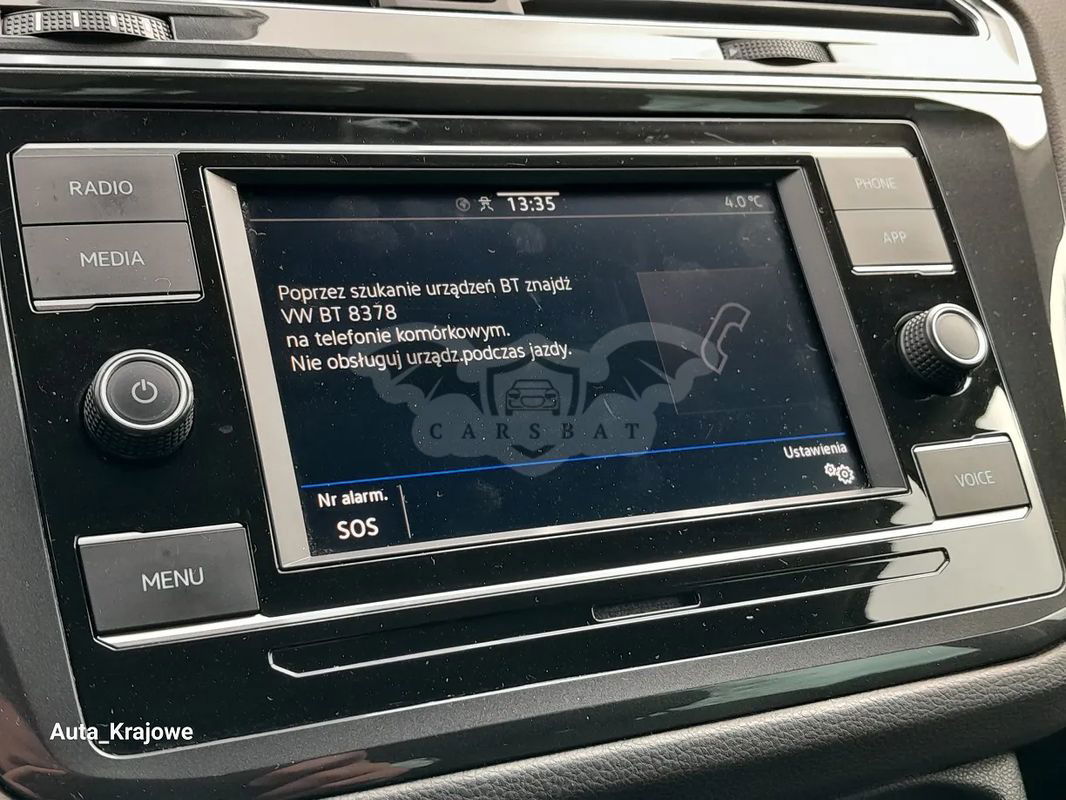 RADIO
MEDIA
MENU
13:35
4.0°C
Poprzez szukanie urządzeń BT znajdź
VW BT 8378
na telefonie komórkowym.
Nie obsługuj urządz.podczas jazdy.
CARSBAT
Ustawienia
Nr alarm.
SOS
PHONE
APP
VOICE
Auta_Krajowe